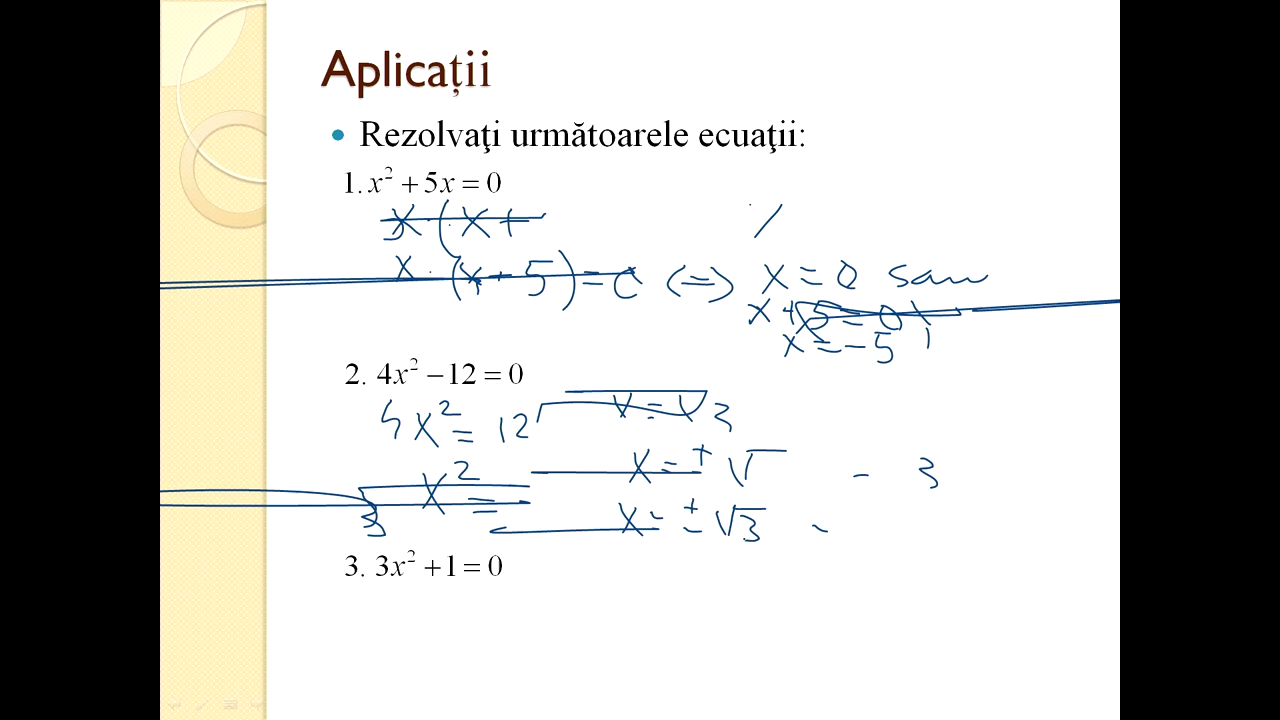 Aplicații
• Rezolvaţi următoarele ecuaţii:
1. x² + 5x = 0
x · (x +
x · (x + 5) = 0 (=) x = 0 sau
x + 5 = 0
x = -5
2. 4x² − 12 = 0
4x² = 12
x = ± √
x² =
3
x = ± √3
3. 3x² + 1 = 0